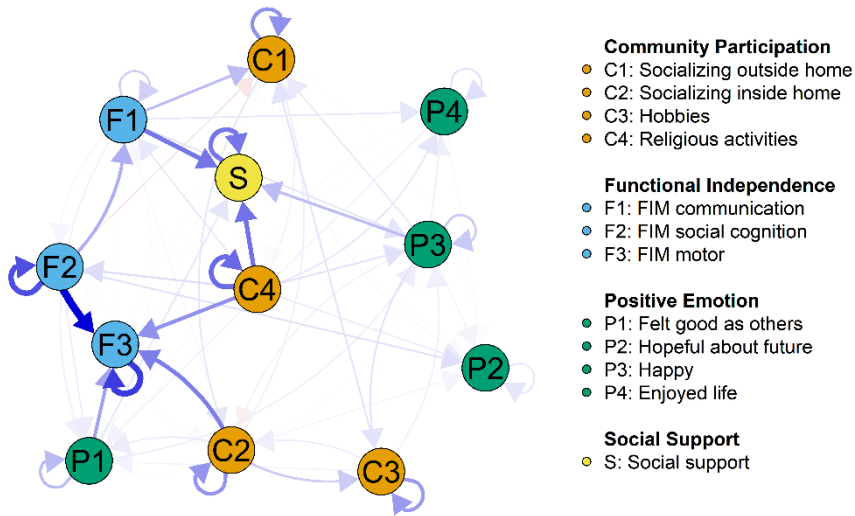 C1
F1
P4
S
P3
F2
C4
F3
P2
P1
C2
C3
Community Participation
C1: Socializing outside home
C2: Socializing inside home
C3: Hobbies
C4: Religious activities
Functional Independence
F1: FIM communication
F2: FIM social cognition
F3: FIM motor
Positive Emotion
P1: Felt good as others
P2: Hopeful about future
P3: Happy
P4: Enjoyed life
Social Support
S: Social support